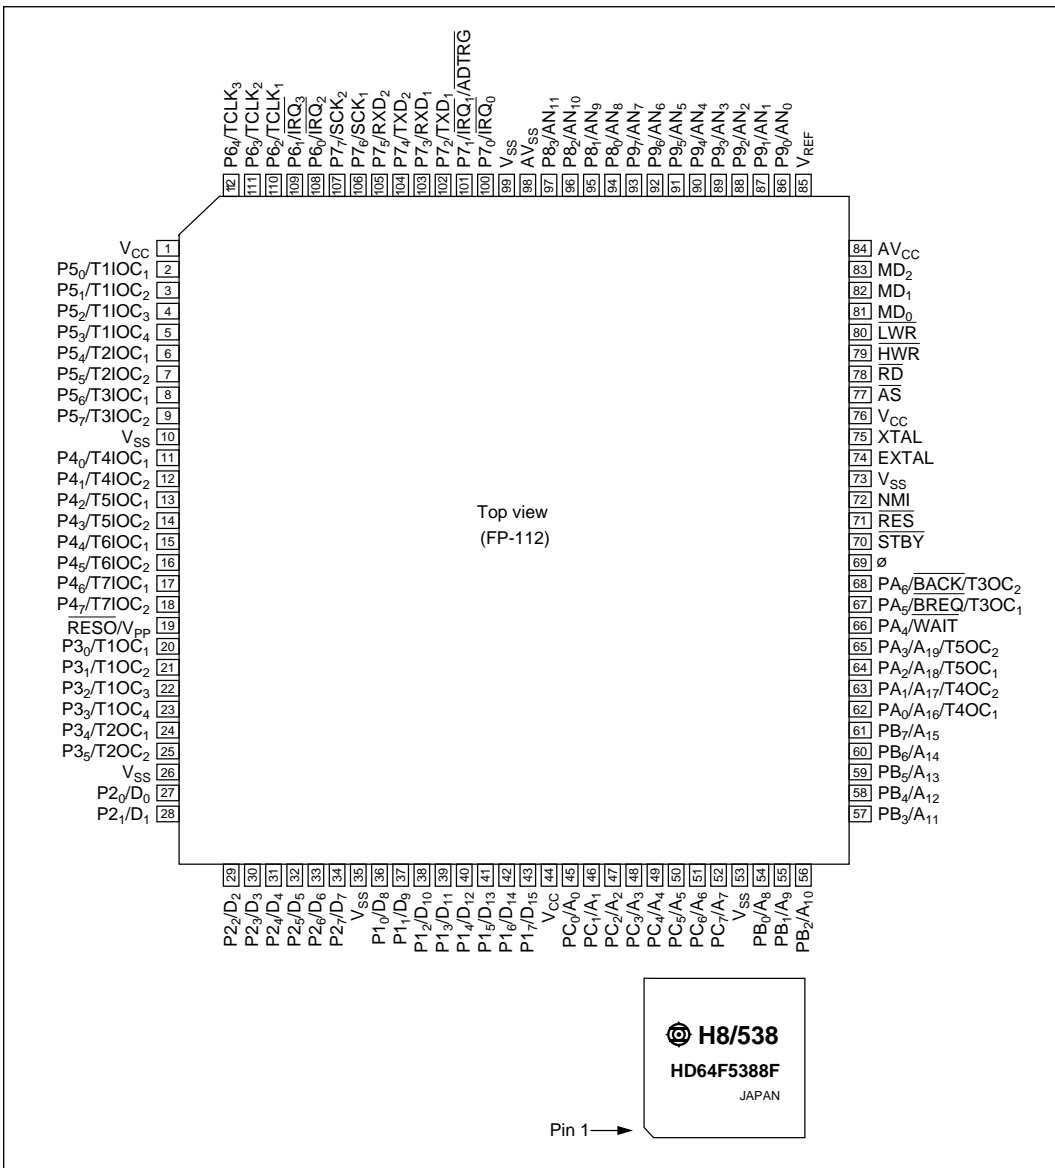 P6₄/TCLK₃
P6₃/TCLK₂
P6₂/TCLK₁
P6₁/IRQ₃
P6₀/IRQ₂
P7₇/SCK₂
P7₆/SCK₁
P7₅/RXD₂
P7₄/TXD₂
P7₃/RXD₁
P7₂/TXD₁
P7₁/IRQ₁/ADTRG
P7₀/IRQ₀
V_SS
AV_SS
P8₃/AN₁₁
P8₂/AN₁₀
P8₁/AN₉
P8₀/AN₈
P9₇/AN₇
P9₆/AN₆
P9₅/AN₅
P9₄/AN₄
P9₃/AN₃
P9₂/AN₂
P9₁/AN₁
P9₀/AN₀
V_REF
112 111 110 109 108 107 106 105 104 103 102 101 100 99 98 97 96 95 94 93 92 91 90 89 88 87 86 85
V_CC 1
P5₀/T1IOC₁ 2
P5₁/T1IOC₂ 3
P5₂/T1IOC₃ 4
P5₃/T1IOC₄ 5
P5₄/T2IOC₁ 6
P5₅/T2IOC₂ 7
P5₆/T3IOC₁ 8
P5₇/T3IOC₂ 9
V_SS 10
P4₀/T4IOC₁ 11
P4₁/T4IOC₂ 12
P4₂/T5IOC₁ 13
P4₃/T5IOC₂ 14
P4₄/T6IOC₁ 15
P4₅/T6IOC₂ 16
P4₆/T7IOC₁ 17
P4₇/T7IOC₂ 18
RESO/V_PP 19
P3₀/T1OC₁ 20
P3₁/T1OC₂ 21
P3₂/T1OC₃ 22
P3₃/T1OC₄ 23
P3₄/T2OC₁ 24
P3₅/T2OC₂ 25
V_SS 26
P2₀/D₀ 27
P2₁/D₁ 28
Top view
(FP-112)
84 AV_CC
83 MD₂
82 MD₁
81 MD₀
80 LWR
79 HWR
78 RD
77 AS
76 V_CC
75 XTAL
74 EXTAL
73 V_SS
72 NMI
71 RES
70 STBY
69 ø
68 PA₆/BACK/T3OC₂
67 PA₅/BREQ/T3OC₁
66 PA₄/WAIT
65 PA₃/A₁₉/T5OC₂
64 PA₂/A₁₈/T5OC₁
63 PA₁/A₁₇/T4OC₂
62 PA₀/A₁₆/T4OC₁
61 PB₇/A₁₅
60 PB₆/A₁₄
59 PB₅/A₁₃
58 PB₄/A₁₂
57 PB₃/A₁₁
29 30 31 32 33 34 35 36 37 38 39 40 41 42 43 44 45 46 47 48 49 50 51 52 53 54 55 56
P2₂/D₂
P2₃/D₃
P2₄/D₄
P2₅/D₅
P2₆/D₆
P2₇/D₇
V_SS
P1₀/D₈
P1₁/D₉
P1₂/D₁₀
P1₃/D₁₁
P1₄/D₁₂
P1₅/D₁₃
P1₆/D₁₄
P1₇/D₁₅
V_CC
PC₀/A₀
PC₁/A₁
PC₂/A₂
PC₃/A₃
PC₄/A₄
PC₅/A₅
PC₆/A₆
PC₇/A₇
V_SS
PB₀/A₈
PB₁/A₉
PB₂/A₁₀
H8/538
HD64F5388F
JAPAN
Pin 1